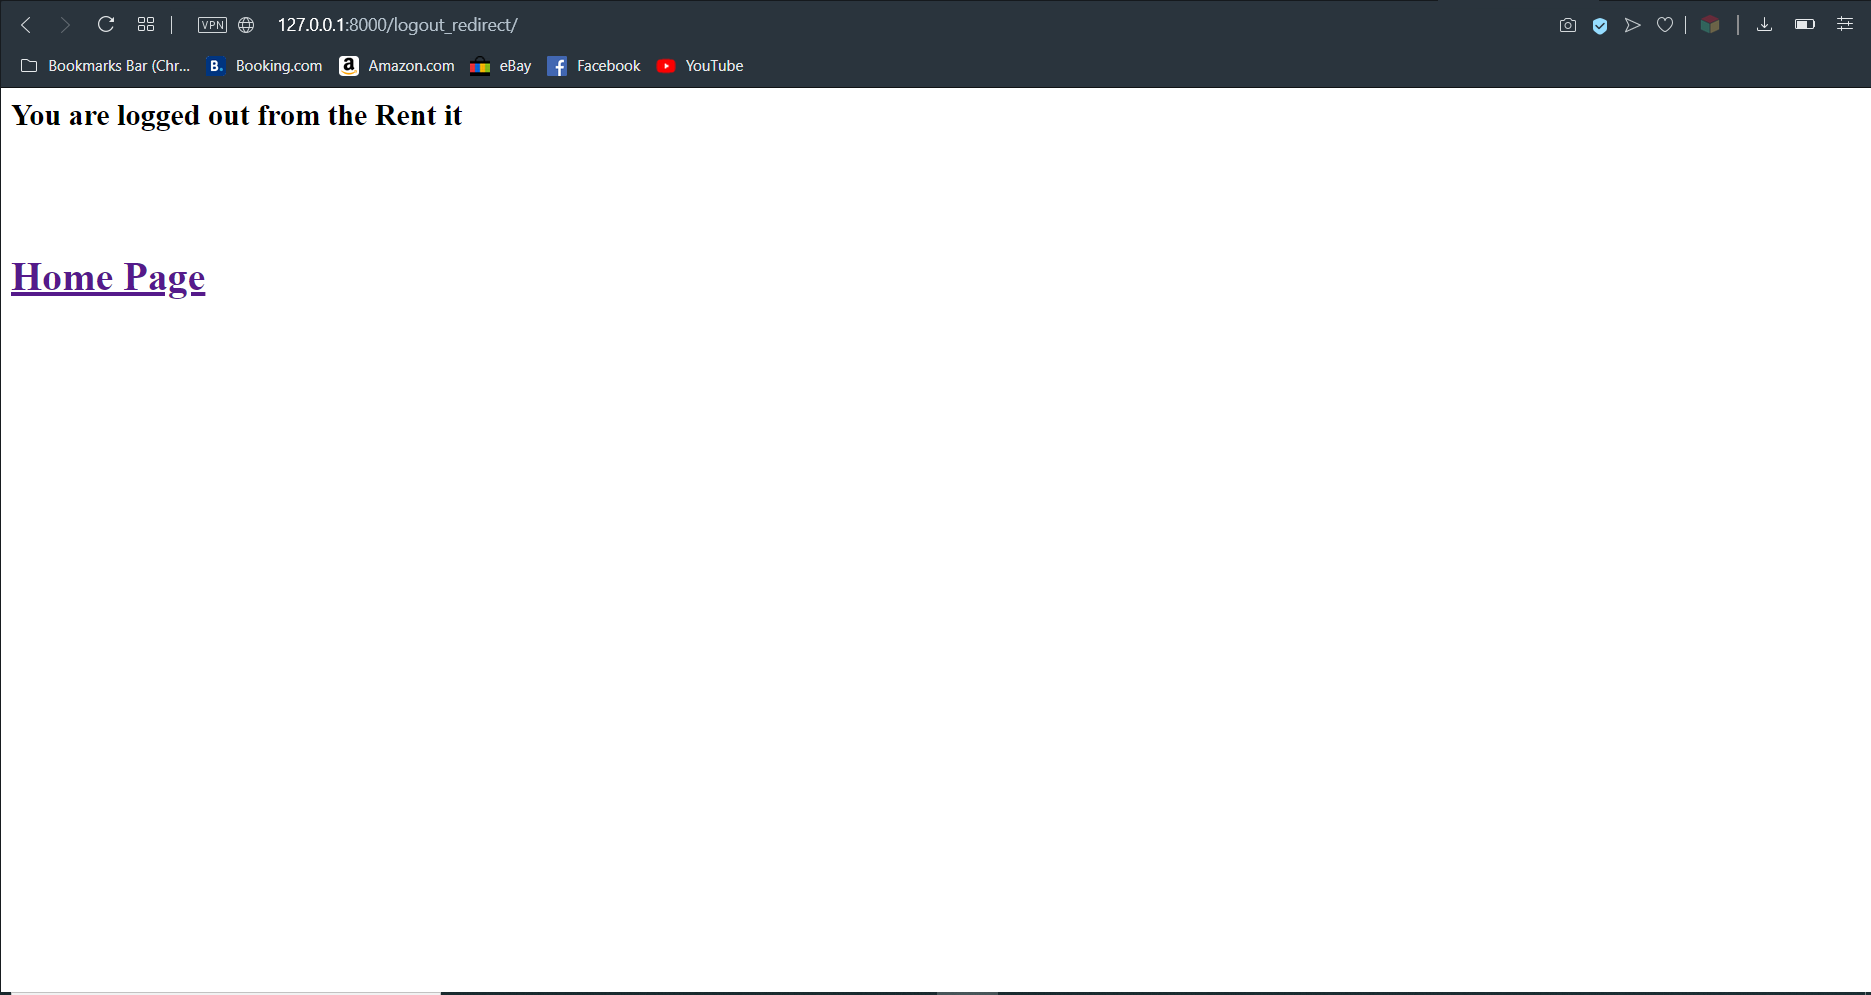 VPN 127.0.0.1:8000/logout_redirect/
Bookmarks Bar (Chr... B. Booking.com a Amazon.com eBay f Facebook YouTube
You are logged out from the Rent it
Home Page